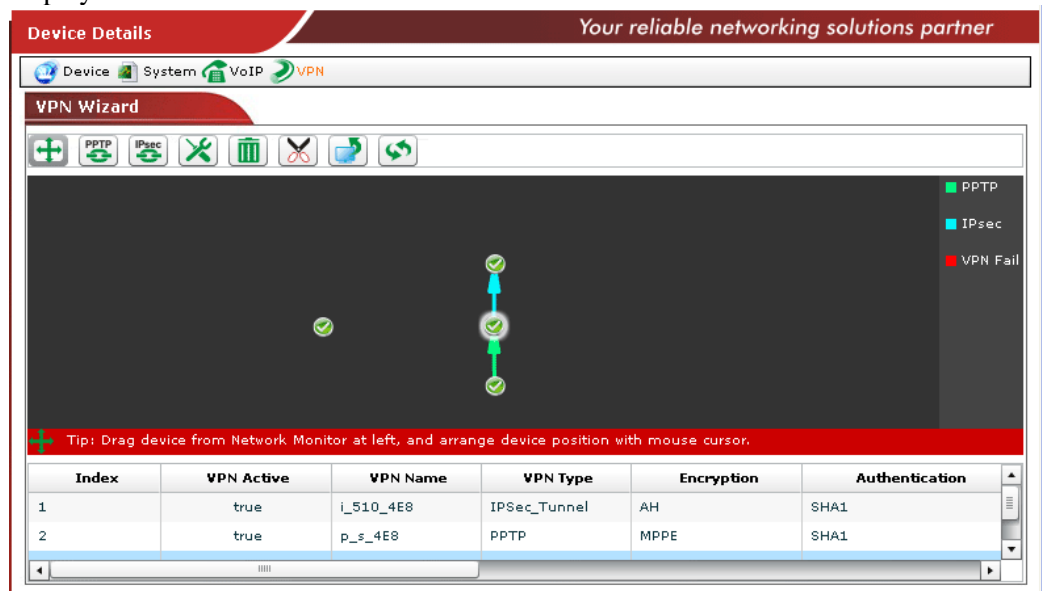 Device Details
Your reliable networking solutions partner
Device System VoIP VPN
VPN Wizard
PPTP IPsec
PPTP
IPsec
VPN Fail
Tip: Drag device from Network Monitor at left, and arrange device position with mouse cursor.
Index VPN Active VPN Name VPN Type Encryption Authentication
1 true i_510_4E8 IPSec_Tunnel AH SHA1
2 true p_s_4E8 PPTP MPPE SHA1